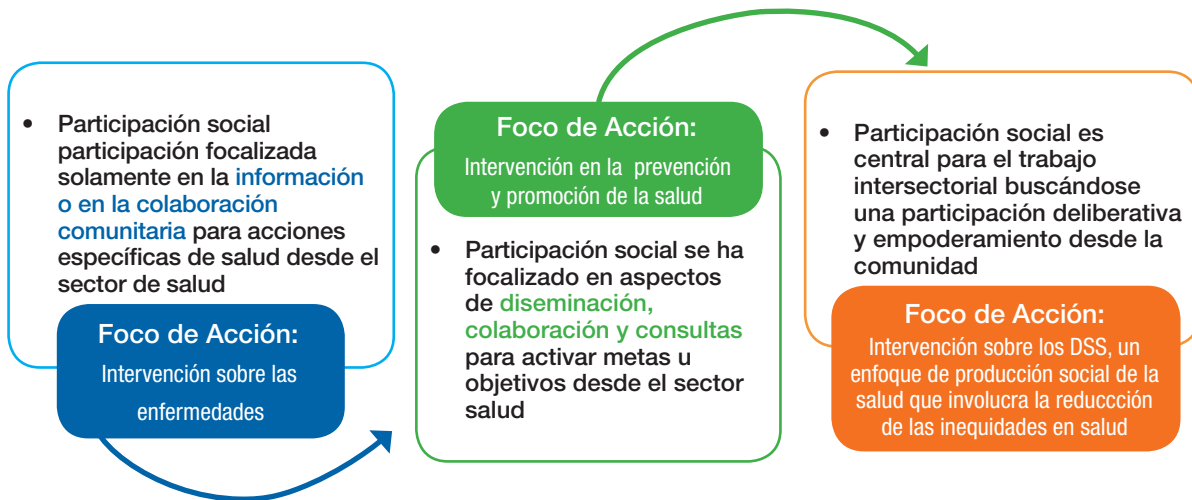 • Participación social
participación focalizada
solamente en la información
o en la colaboración
comunitaria para acciones
específicas de salud desde el
sector de salud
Foco de Acción:
Intervención sobre las
enfermedades
Foco de Acción:
Intervención en la prevención
y promoción de la salud
• Participación social se ha
focalizado en aspectos
de diseminación,
colaboración y consultas
para activar metas u
objetivos desde el sector
salud
• Participación social es
central para el trabajo
intersectorial buscándose
una participación deliberativa
y empoderamiento desde la
comunidad
Foco de Acción:
Intervención sobre los DSS, un
enfoque de producción social de la
salud que involucra la reduccción
de las inequidades en salud